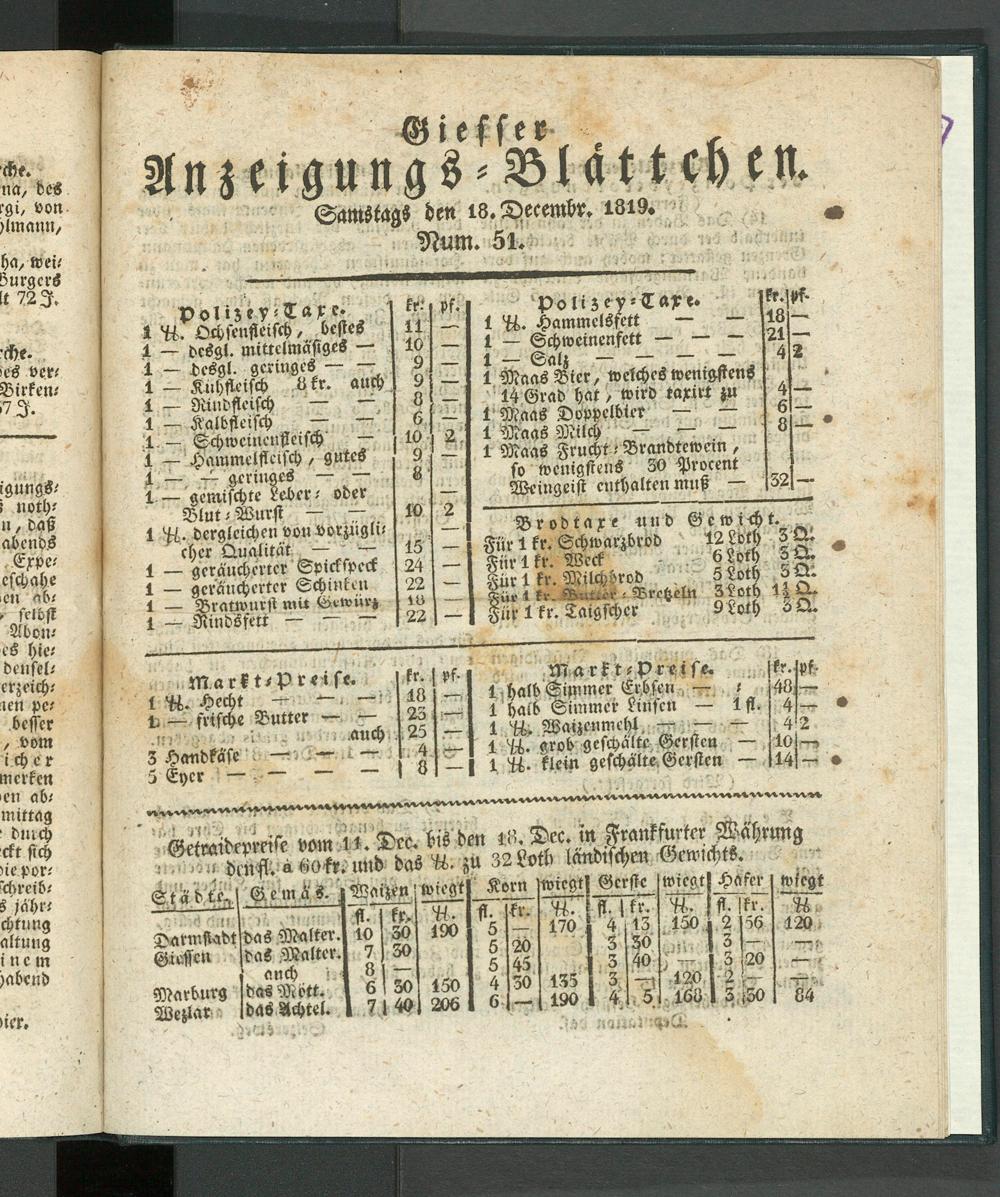 Giesser
Anzeigungs-Blättchen.
Samstags den 18. Decembr. 1819.
Num. 51.
Polizey-Taxe. kr. pf.
1 ℔. Ochsenfleisch, bestes 11 —
1 — desgl. mittelmäsiges — 10 —
1 — desgl. geringes — — 9 —
1 — Kuhfleisch 8 kr. auch 9 —
1 — Rindfleisch — — 8 —
1 — Kalbfleisch — — 6 —
1 — Schweinenfleisch — 10 2
1 — Hammelfleisch, gutes 9 —
1 — — geringes — — 8
1 — gemischte Leber- oder —
Blut-Wurst — — 10 2
1 ℔. dergleichen von vorzügli- —
cher Qualität — — 15 —
1 — geräucherter Spickspeck 24 —
1 — geräucherter Schinken 22 —
1 — Bratwurst mit Gewürz 18 —
1 — Rindsfett — — 22 —
Polizey-Taxe. kr. pf.
1 ℔. Hammelsfett — — 18 —
1 — Schweinenfett — — — 21 —
1 — Salz — — — 4 2
1 Maas Bier, welches wenigstens
14 Grad hat, wird taxirt zu 4 —
1 Maas Doppelbier — — 6 —
1 Maas Milch — — — 8 —
1 Maas Frucht-Brandtewein,
so wenigstens 30 Procent
Weingeist enthalten muß — 32 —
Brodtaxe und Gewicht.
Für 1 kr. Schwarzbrod 12 Loth 3 Q.
Für 1 kr. Weck 6 Loth 3 Q.
Für 1 kr. Milchbrod 5 Loth 3 Q.
Für 1 kr. Butter-Bretzeln 3 Loth 1½ Q.
Für 1 kr. Taigscher 9 Loth 3 Q.
Markt-Preise. kr. pf.
1 ℔. Hecht — — 18 —
1 — frische Butter — — 23 —
auch 25 —
3 Handkäse — — — 4 —
5 Eyer — — — — 8 —
Markt-Preise. kr. pf.
1 halb Simmer Erbsen — : 48 —
1 halb Simmer Linsen — 1 fl. 4 —
1 ℔. Waizenmehl — — — 4 2
1 ℔. grob geschälte Gersten — 10 —
1 ℔. klein geschälte Gersten — 14 —
Getraidepreise vom 11. Dec. bis den 18. Dec. in Frankfurter Währung
den fl. a 60 kr. und das ℔. zu 32 Loth ländischen Gewichts.
Städte. Gemäs. Waizen wiegt Korn wiegt Gerste wiegt Hafer wiegt
fl. kr. ℔. fl. kr. ℔. fl. kr. ℔. fl. kr. ℔
Darmstadt das Malter. 10 30 190 5 — 170 4 13 150 2 56 120
Giessen das Malter. 7 30 5 20 3 30 3 —
auch 8 — 5 45 3 40 — 3 20 —
Marburg das Mött. 6 30 150 4 30 135 3 — 120 2 —
Wezlar das Achtel. 7 40 206 6 — 190 4 5 168 3 30 84